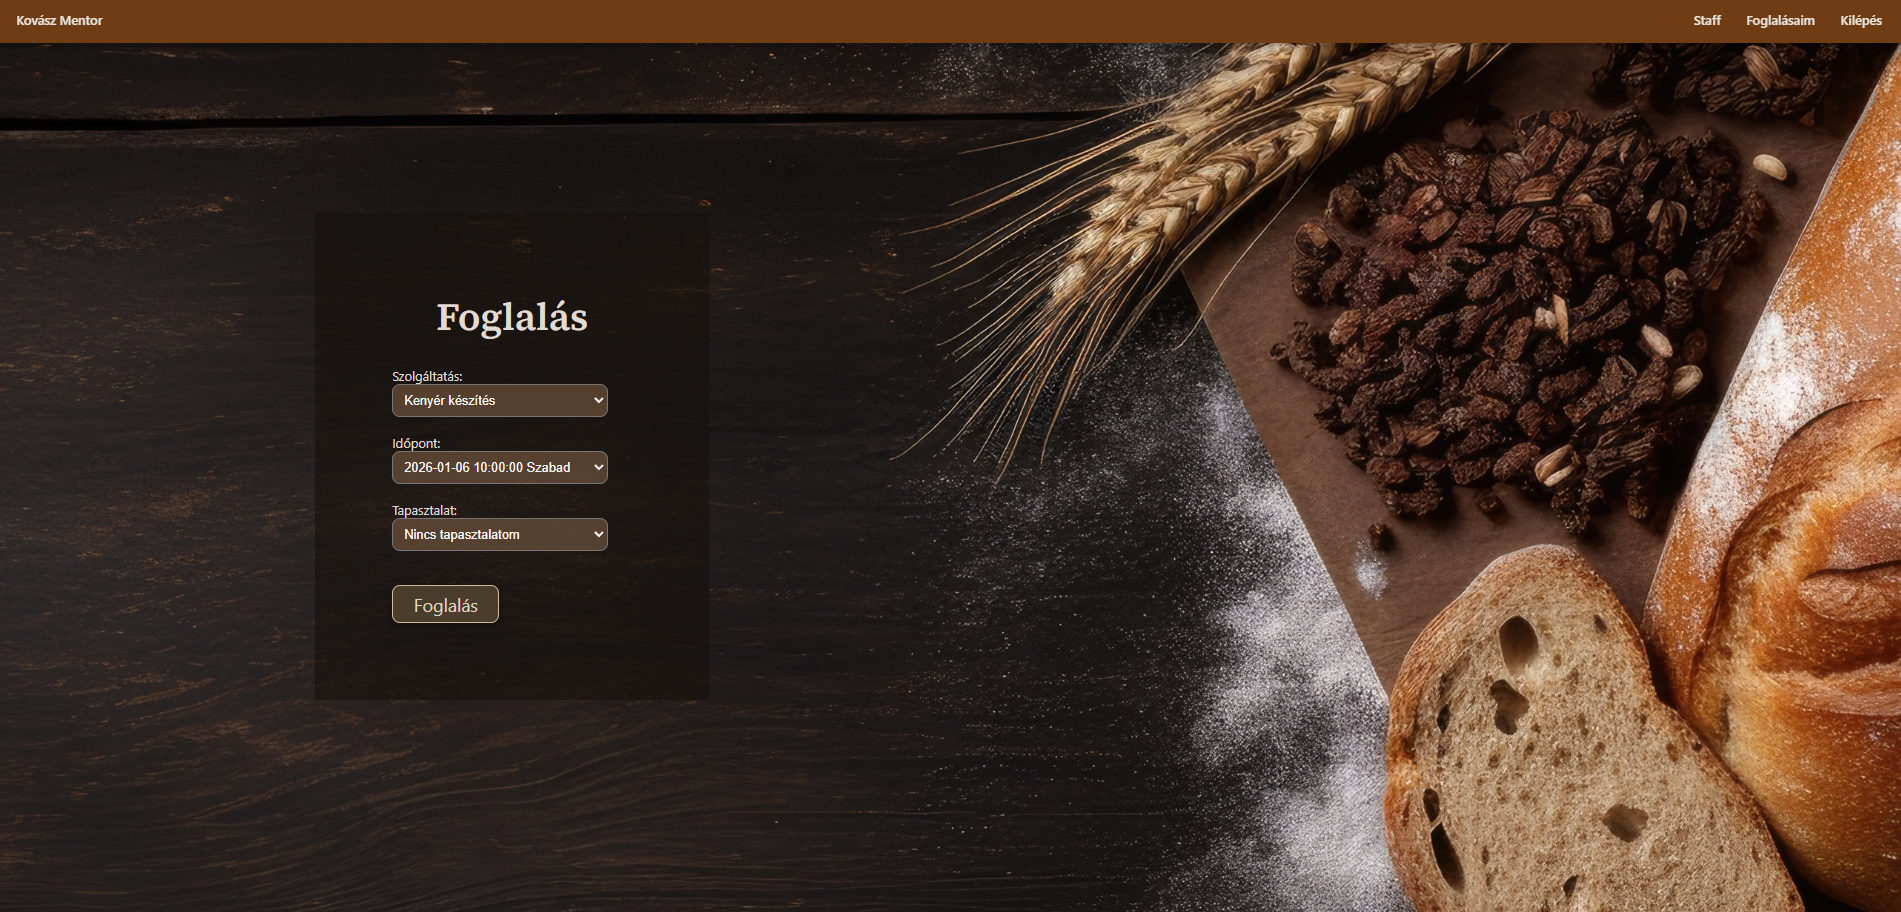 Kovász Mentor
Staff
Foglalásaim
Kilépés
Foglalás
Szolgáltatás:
Kenyér készítés
Időpont:
2026-01-06 10:00:00 Szabad
Tapasztalat:
Nincs tapasztalatom
Foglalás